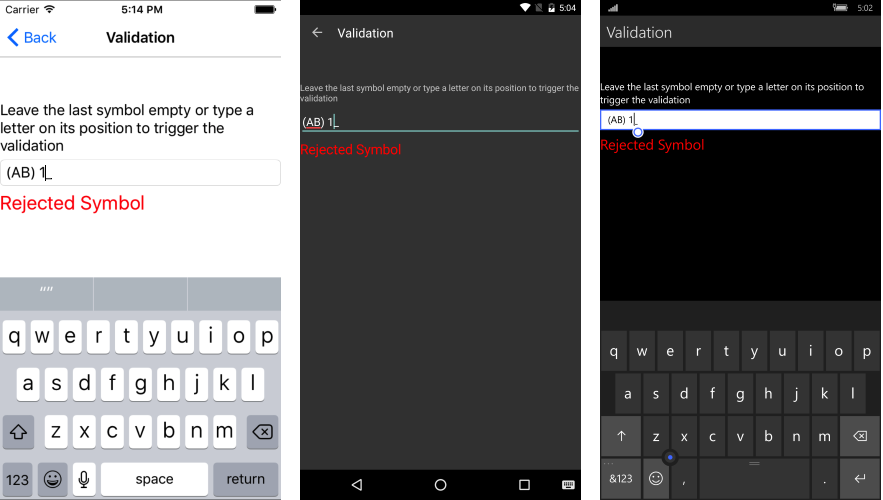 Carrier 5:14 PM
Back Validation
Leave the last symbol empty or type a
letter on its position to trigger the
validation
(AB) 1_
Rejected Symbol
“”
q w e r t y u i o p
a s d f g h j k l
z x c v b n m
123 space return
5:04
Validation
Leave the last symbol empty or type a letter on its position to trigger the
validation
(AB) 1_
Rejected Symbol
5:02
Validation
Leave the last symbol empty or type a letter on its position to
trigger the validation
(AB) 1_
Rejected Symbol
q w e r t y u i o p
a s d f g h j k l
z x c v b n m
&123 , .